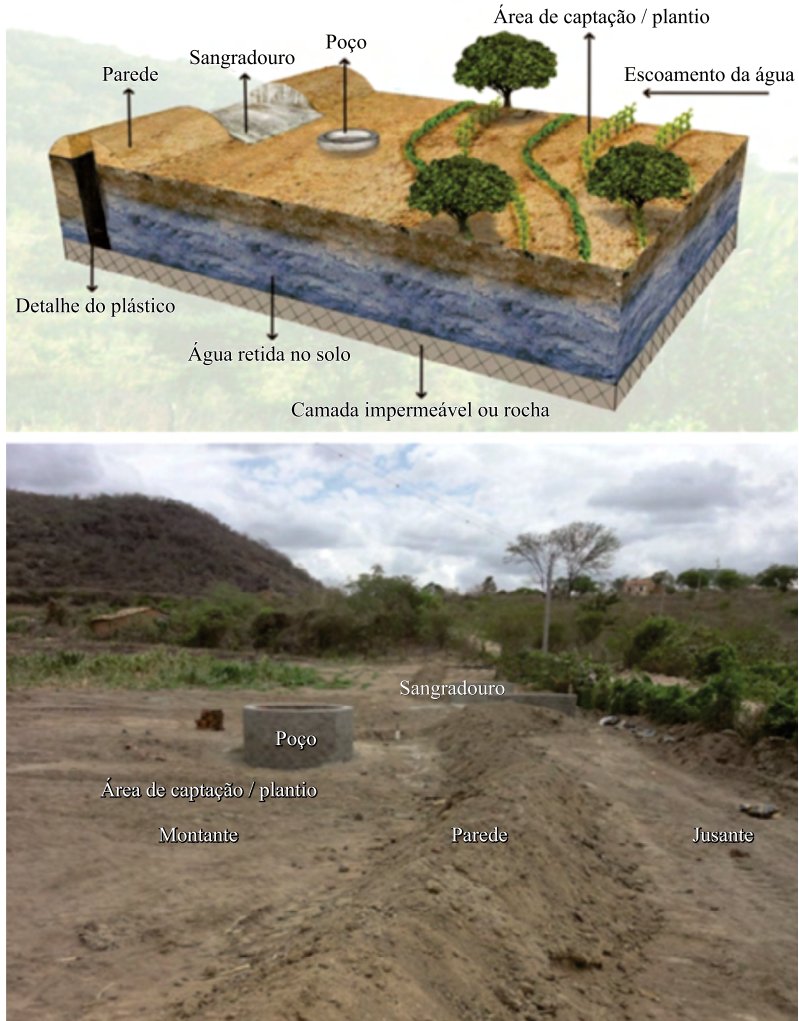 Área de captação / plantio
Poço
Sangradouro
Parede
Escoamento da água
Detalhe do plástico
Água retida no solo
Camada impermeável ou rocha
Sangradouro
Poço
Área de captação / plantio
Montante
Parede
Jusante